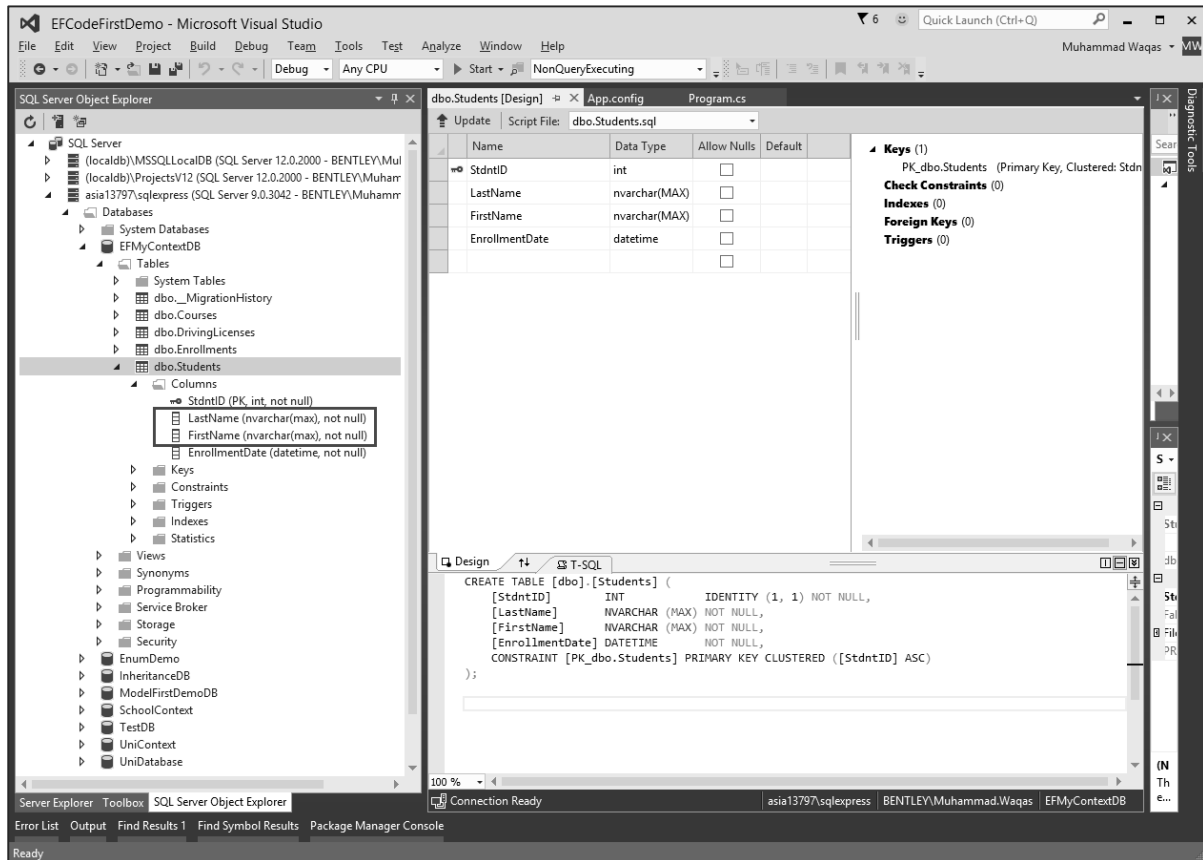 EFCodeFirstDemo - Microsoft Visual Studio
6
Quick Launch (Ctrl+Q)
File Edit View Project Build Debug Team Tools Test Analyze Window Help
Muhammad Waqas MW
Debug Any CPU Start NonQueryExecuting
SQL Server Object Explorer
SQL Server
(localdb)\MSSQLLocalDB (SQL Server 12.0.2000 - BENTLEY\Mul
(localdb)\ProjectsV12 (SQL Server 12.0.2000 - BENTLEY\Muham
asia13797\sqlexpress (SQL Server 9.0.3042 - BENTLEY\Muhamm
Databases
System Databases
EFMyContextDB
Tables
System Tables
dbo.__MigrationHistory
dbo.Courses
dbo.DrivingLicenses
dbo.Enrollments
dbo.Students
Columns
StdntID (PK, int, not null)
LastName (nvarchar(max), not null)
FirstName (nvarchar(max), not null)
EnrollmentDate (datetime, not null)
Keys
Constraints
Triggers
Indexes
Statistics
Views
Synonyms
Programmability
Service Broker
Storage
Security
EnumDemo
InheritanceDB
ModelFirstDemoDB
SchoolContext
TestDB
UniContext
UniDatabase
Server Explorer Toolbox SQL Server Object Explorer
dbo.Students [Design] App.config Program.cs
Update Script File: dbo.Students.sql
Name Data Type Allow Nulls Default
StdntID int
LastName nvarchar(MAX)
FirstName nvarchar(MAX)
EnrollmentDate datetime
Keys (1)
PK_dbo.Students (Primary Key, Clustered: Stdn
Check Constraints (0)
Indexes (0)
Foreign Keys (0)
Triggers (0)
Design T-SQL
CREATE TABLE [dbo].[Students] (
[StdntID] INT IDENTITY (1, 1) NOT NULL,
[LastName] NVARCHAR (MAX) NOT NULL,
[FirstName] NVARCHAR (MAX) NOT NULL,
[EnrollmentDate] DATETIME NOT NULL,
CONSTRAINT [PK_dbo.Students] PRIMARY KEY CLUSTERED ([StdntID] ASC)
);
100 %
Connection Ready asia13797\sqlexpress BENTLEY\Muhammad.Waqas EFMyContextDB
Diagnostic Tools
Sear
S
(N
Th
e...
Error List Output Find Results 1 Find Symbol Results Package Manager Console
Ready